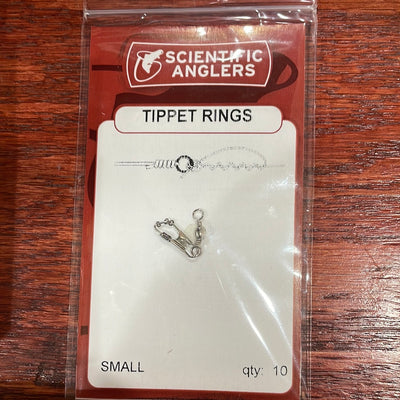 SCIENTIFIC
ANGLERS
TIPPET RINGS
SMALL qty: 10